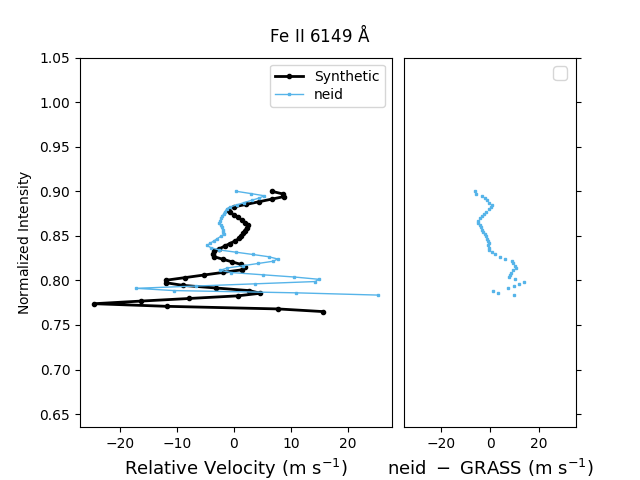 Fe II 6149 Å
1.05
1.00
0.95
0.90
0.85
0.80
0.75
0.70
0.65
Normalized Intensity
Synthetic
neid
−20 −10 0 10 20
−20 0 20
Relative Velocity (m s⁻¹)
neid − GRASS (m s⁻¹)